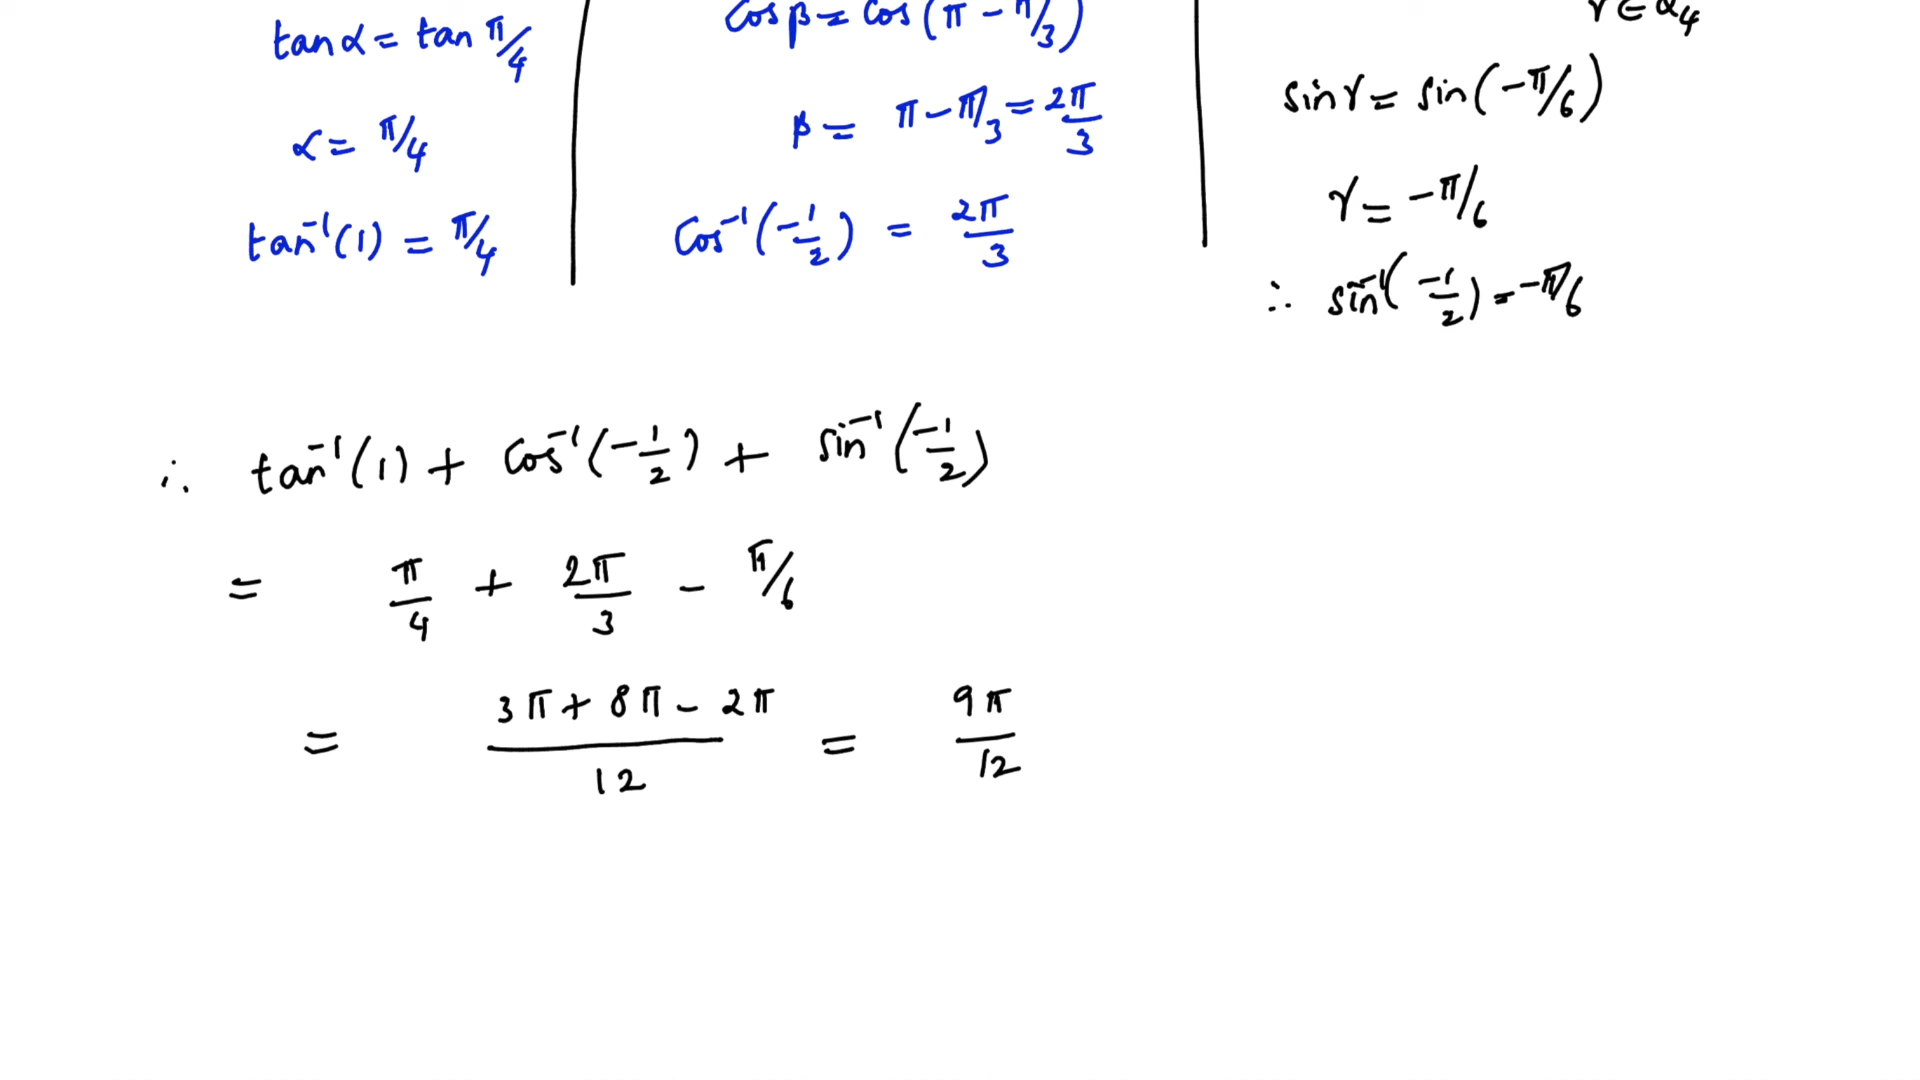 tan α = tan π/4
α = π/4
tan⁻¹(1) = π/4
cos β = cos (π - π/3)
β = π - π/3 = 2π/3
cos⁻¹(-1/2) = 2π/3
γ ∈ Q4
sin γ = sin(-π/6)
γ = -π/6
∴ sin⁻¹(-1/2) = -π/6
∴ tan⁻¹(1) + cos⁻¹(-1/2) + sin⁻¹(-1/2)
= π/4 + 2π/3 - π/6
= 3π + 8π - 2π/12 = 9π/12